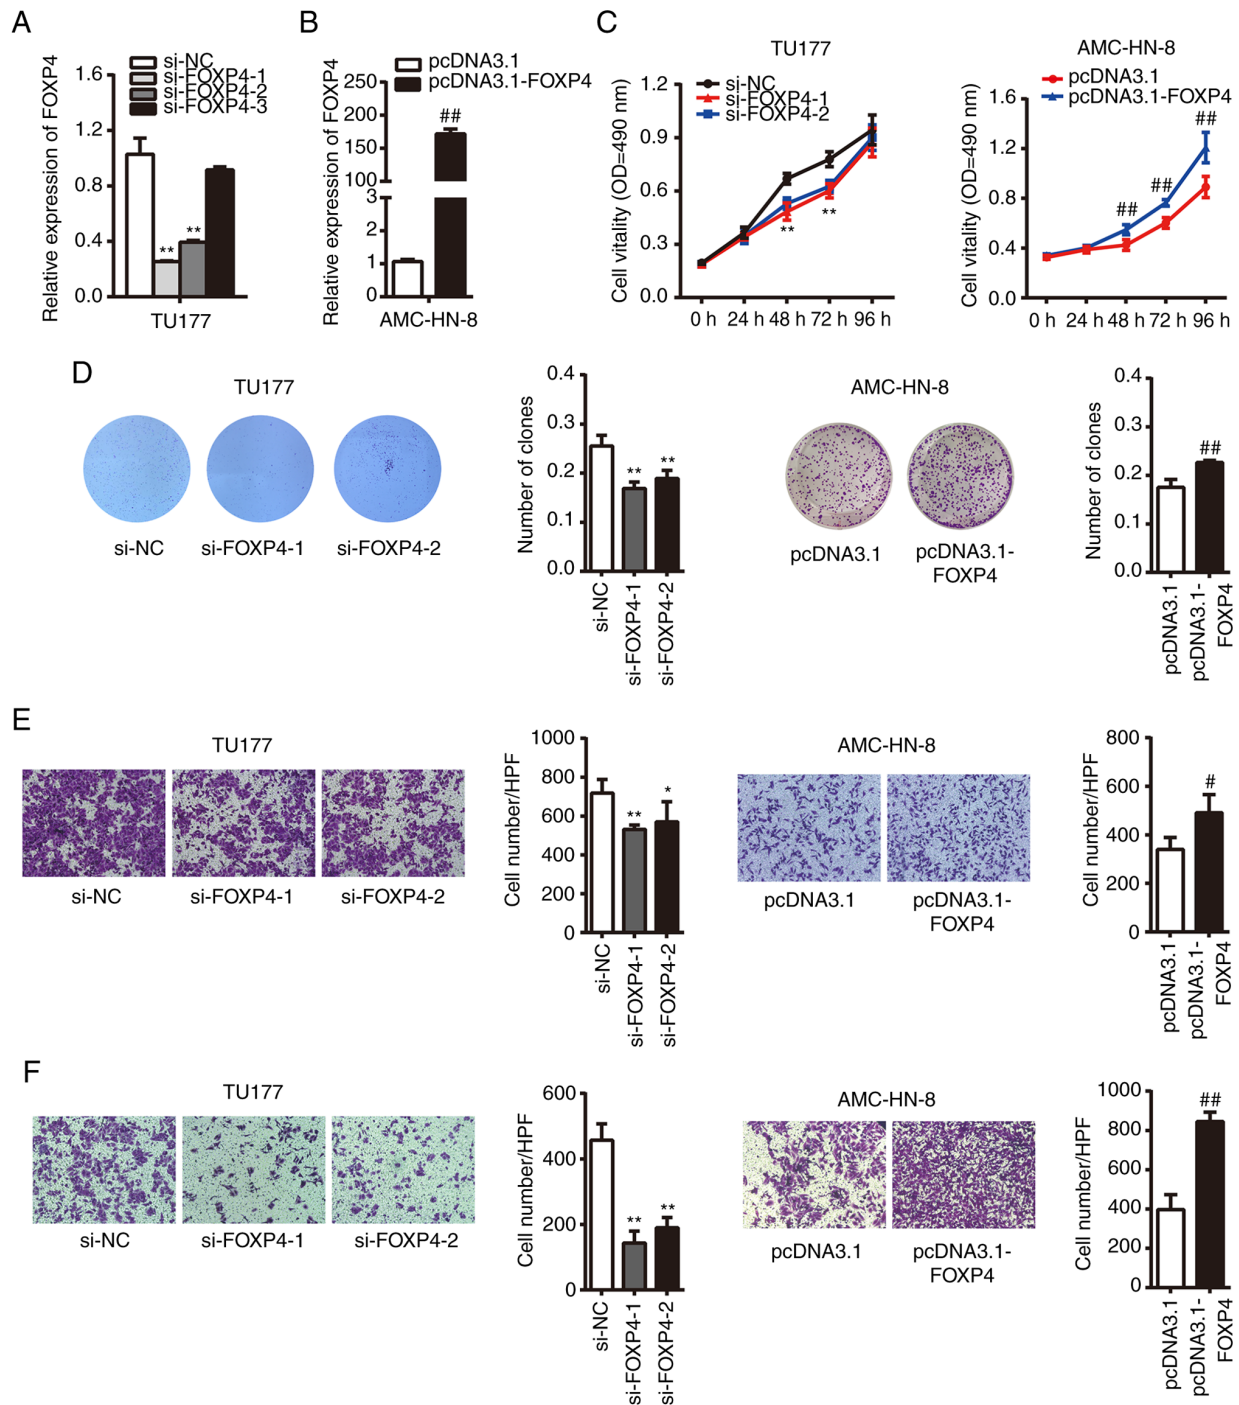 A
si-NC
si-FOXP4-1
si-FOXP4-2
si-FOXP4-3
Relative expression of FOXP4
1.6
1.2
0.8
0.4
0.0
**
**
TU177
B
pcDNA3.1
pcDNA3.1-FOXP4
Relative expression of FOXP4
250
200
150
100
3
2
1
0
##
AMC-HN-8
C
TU177
si-NC
si-FOXP4-1
si-FOXP4-2
Cell vitality (OD=490 nm)
1.2
0.9
0.6
0.3
0.0
**
**
0 h 24 h 48 h 72 h 96 h
AMC-HN-8
pcDNA3.1
pcDNA3.1-FOXP4
Cell vitality (OD=490 nm)
1.6
1.2
0.8
0.4
0.0
##
##
##
0 h 24 h 48 h 72 h 96 h
D
TU177
si-NC
si-FOXP4-1
si-FOXP4-2
Number of clones
0.4
0.3
0.2
0.1
0.0
**
**
si-NC
si-FOXP4-1
si-FOXP4-2
AMC-HN-8
pcDNA3.1
pcDNA3.1-
FOXP4
Number of clones
0.4
0.3
0.2
0.1
0.0
##
pcDNA3.1
pcDNA3.1-
FOXP4
E
TU177
si-NC
si-FOXP4-1
si-FOXP4-2
Cell number/HPF
1000
800
600
400
200
0
**
*
si-NC
si-FOXP4-1
si-FOXP4-2
AMC-HN-8
pcDNA3.1
pcDNA3.1-
FOXP4
Cell number/HPF
800
600
400
200
0
#
pcDNA3.1
pcDNA3.1-
FOXP4
F
TU177
si-NC
si-FOXP4-1
si-FOXP4-2
Cell number/HPF
600
400
200
0
**
**
si-NC
si-FOXP4-1
si-FOXP4-2
AMC-HN-8
pcDNA3.1
pcDNA3.1-
FOXP4
Cell number/HPF
1000
800
600
400
200
0
##
pcDNA3.1
pcDNA3.1-
FOXP4